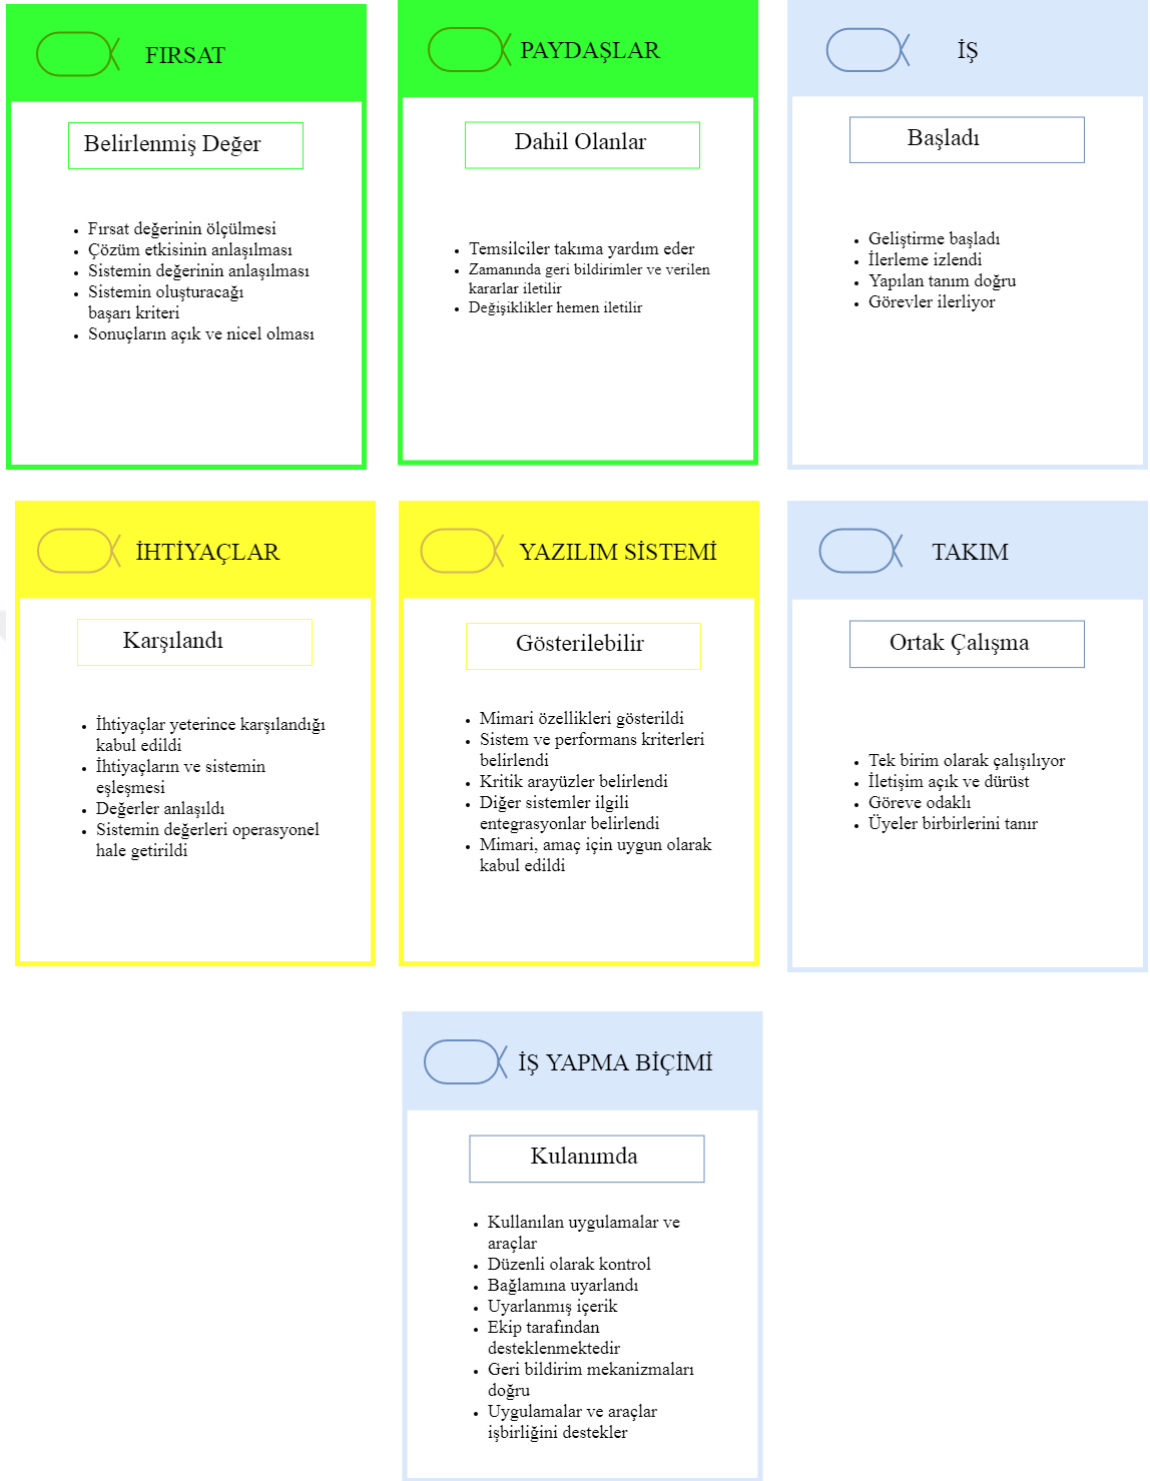 FIRSAT
Belirlenmiş Değer
Fırsat değerinin ölçülmesi
Çözüm etkisinin anlaşılması
Sistemin değerinin anlaşılması
Sistemin oluşturacağı
başarı kriteri
Sonuçların açık ve nicel olması
PAYDAŞLAR
Dahil Olanlar
Temsilciler takıma yardım eder
Zamanında geri bildirimler ve verilen
kararlar iletilir
Değişiklikler hemen iletilir
İŞ
Başladı
Geliştirme başladı
İlerleme izlendi
Yapılan tanım doğru
Görevler ilerliyor
İHTİYAÇLAR
Karşılandı
İhtiyaçlar yeterince karşılandığı
kabul edildi
İhtiyaçların ve sistemin
eşleşmesi
Değerler anlaşıldı
Sistemin değerleri operasyonel
hale getirildi
YAZILIM SİSTEMİ
Gösterilebilir
Mimari özellikleri gösterildi
Sistem ve performans kriterleri
belirlendi
Kritik arayüzler belirlendi
Diğer sistemler ilgili
entegrasyonlar belirlendi
Mimari, amaç için uygun olarak
kabul edildi
TAKIM
Ortak Çalışma
Tek birim olarak çalışılıyor
İletişim açık ve dürüst
Göreve odaklı
Üyeler birbirlerini tanır
İŞ YAPMA BİÇİMİ
Kulanımda
Kullanılan uygulamalar ve
araçlar
Düzenli olarak kontrol
Bağlamına uyarlandı
Uyarlanmış içerik
Ekip tarafından
desteklenmektedir
Geri bildirim mekanizmaları
doğru
Uygulamalar ve araçlar
işbirliğini destekler